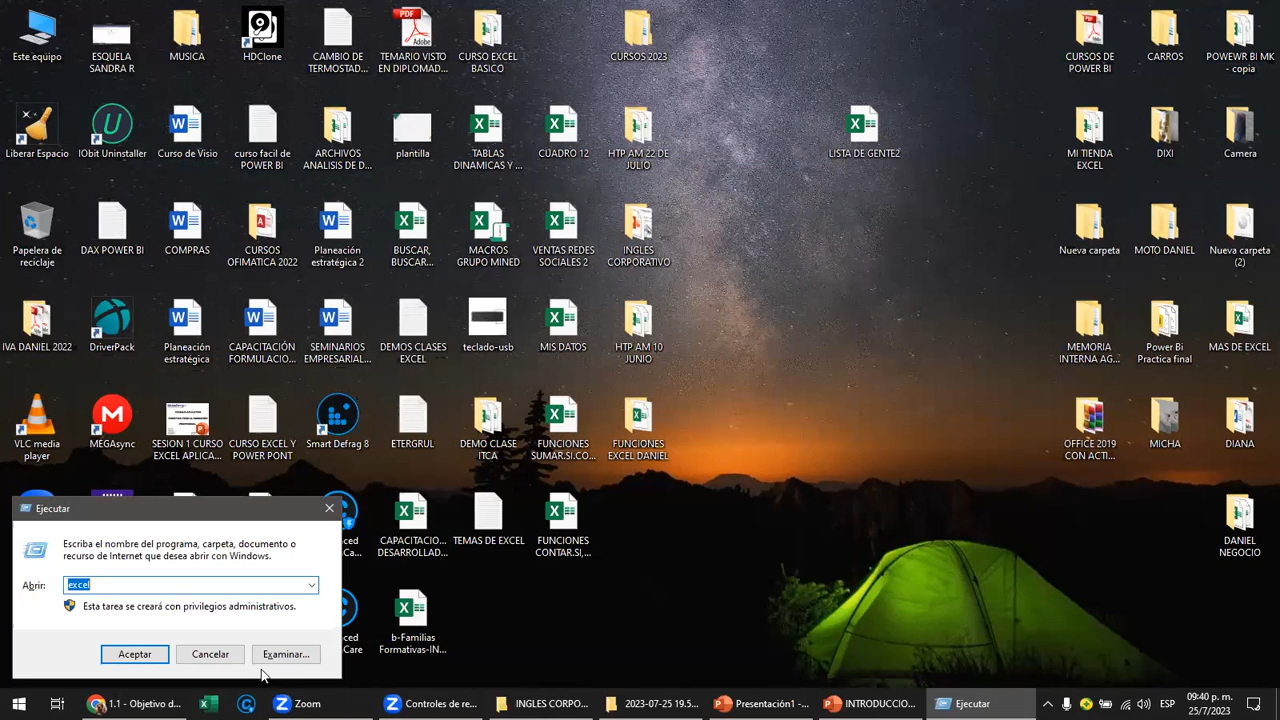 Este equipo
ESCUELA
SANDRA R
MUSICA
HDClone
CAMBIO DE
TERMOSTAD...
PDF
Adobe
TEMARIO VISTO
EN DIPLOMAD...
CURSO EXCEL
BASICO
CURSOS 2023
CURSOS DE
POWER BI
CARROS
POWEWR BI MK
- copia
Liberar Espacio
IObit Uninstaller
Curso de Visio
curso facil de
POWER BI
ARCHIVOS
ANALISIS DE D...
plantilla
TABLAS
DINAMICAS Y ...
CUADRO 12
HTP AM 22 DE
JULIO
LISTA DE GENTE2
MI TIENDA
EXCEL
DIXI
Camera
Papelera de
reciclaje
DAX POWER BI
COMPRAS
CURSOS
OFIMATICA 2022
Planeación
estratégica 2
BUSCAR,
BUSCAR...
MACROS
GRUPO MINED
VENTAS REDES
SOCIALES 2
INGLES
CORPORATIVO
Nueva carpeta
MOTO DANIEL
Nueva carpeta
(2)
IVA DANIEL 2022
DriverPack
Planeación
estratégica
CAPACITACIÓN
FORMULACIO...
SEMINARIOS
EMPRESARIAL...
DEMOS CLASES
EXCEL
teclado-usb
MIS DATOS
HTP AM 10
JUNIO
MEMORIA
INTERNA AG...
Power Bi
Practica final
MAS DE EXCEL
VLC media
player
MEGAsync
SESION 1 CURSO
EXCEL APLICA...
CURSO EXCEL Y
POWER PONT
Smart Defrag 8
ETERGRUL
DEMO CLASE
ITCA
FUNCIONES
SUMAR.SI.CO...
FUNCIONES
EXCEL DANIEL
OFFICE 2019
CON ACTI...
MICHA
DIANA
CAPACITACIO...
DESARROLLAD...
TEMAS DE EXCEL
FUNCIONES
CONTAR.SI,...
DANIEL
NEGOCIO
b-Familias
Formativas-IN...
Ejecutar
Escriba el nombre del programa, carpeta, documento o
recurso de Internet que desea abrir con Windows.
Abrir:
excel
Esta tarea se creará con privilegios administrativos.
Aceptar
Cancelar
Examinar...
1.1 - Objetivo d...
Zoom
Controles de re...
INGLES CORPO...
2023-07-25 19.5...
Presentación1 -...
INTRODUCCIO...
Ejecutar
ESP
09:40 p. m.
25/7/2023